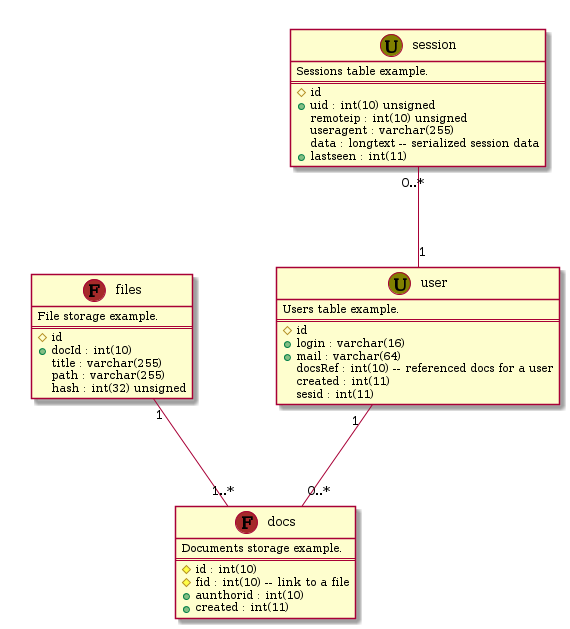 U session
Sessions table example.
id
uid : int(10) unsigned
remoteip : int(10) unsigned
useragent : varchar(255)
data : longtext -- serialized session data
lastseen : int(11)
0..*
1
F files
File storage example.
id
docId : int(10)
title : varchar(255)
path : varchar(255)
hash : int(32) unsigned
U user
Users table example.
id
login : varchar(16)
mail : varchar(64)
docsRef : int(10) -- referenced docs for a user
created : int(11)
sesid : int(11)
1
1
1..*
0..*
F docs
Documents storage example.
id : int(10)
fid : int(10) -- link to a file
aunthorid : int(10)
created : int(11)